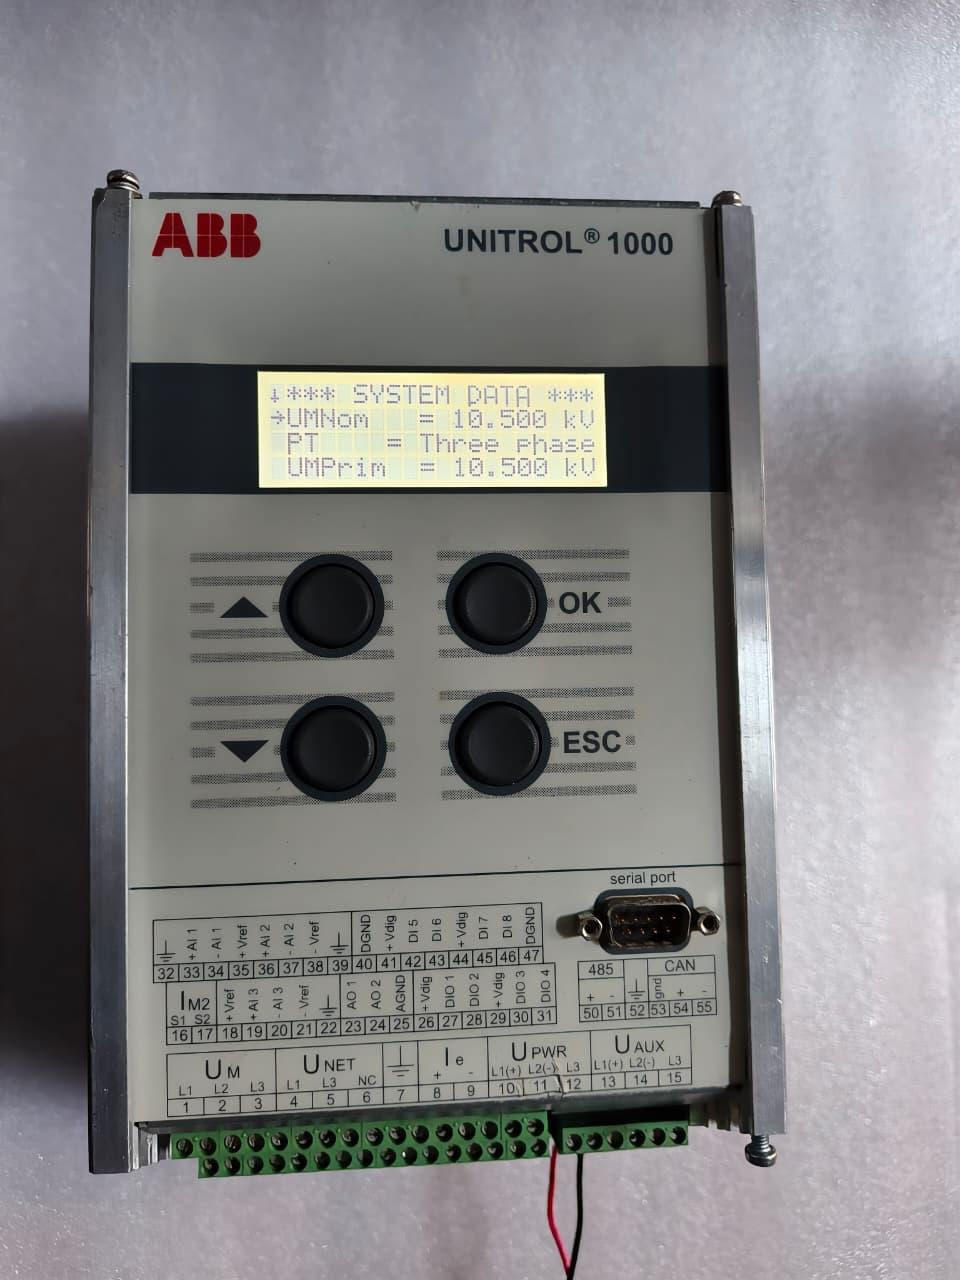 ABB
UNITROL® 1000
↓*** SYSTEM DATA ***
→UMNom = 10.500 kV
PT = Three phase
UMPrim = 10.500 kV
OK
ESC
serial port
+ AI 1 - AI 1 + Vref + AI 2 - AI 2 - Vref DGND + Vdig DI 5 DI 6 + Vdig DI 7 DI 8 DGND
32 33 34 35 36 37 38 39 40 41 42 43 44 45 46 47
IM2 S1 S2 + Vref + AI 3 - AI 3 - Vref AO 1 AO 2 AGND + Vdig DIO 1 DIO 2 + Vdig DIO 3 DIO 4
16 17 18 19 20 21 22 23 24 25 26 27 28 29 30 31
485 CAN
+ - gnd + -
50 51 52 53 54 55
UM UNET Ie UPWR UAUX
L1 L2 L3 L1 L3 NC + - L1(+) L2(-) L3 L1(+) L2(-) L3
1 2 3 4 5 6 7 8 9 10 11 12 13 14 15